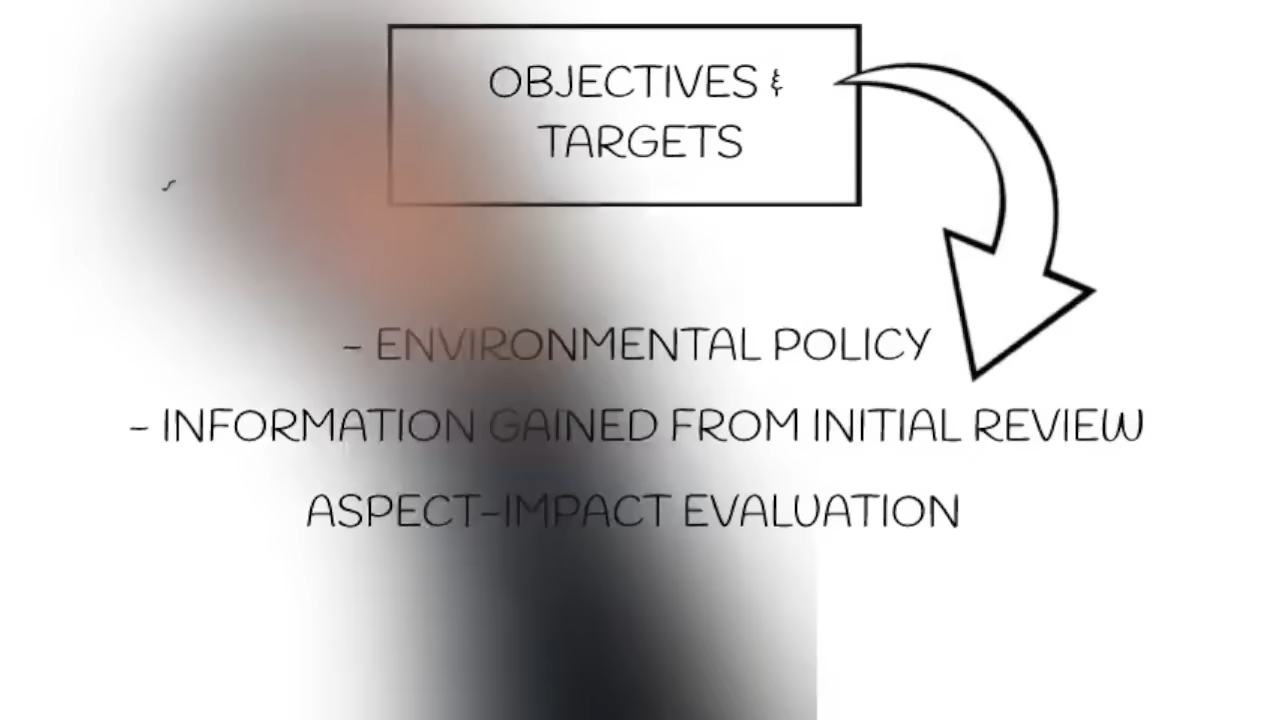 OBJECTIVES &
TARGETS
- ENVIRONMENTAL POLICY
- INFORMATION GAINED FROM INITIAL REVIEW
ASPECT-IMPACT EVALUATION